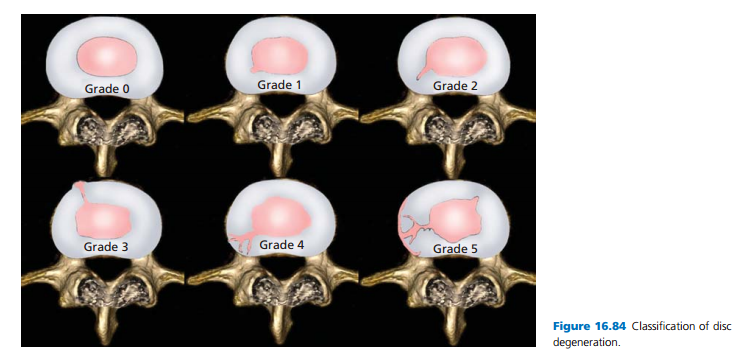 Grade 0
Grade 1
Grade 2
Grade 3
Grade 4
Grade 5
Figure 16.84 Classification of disc
degeneration.